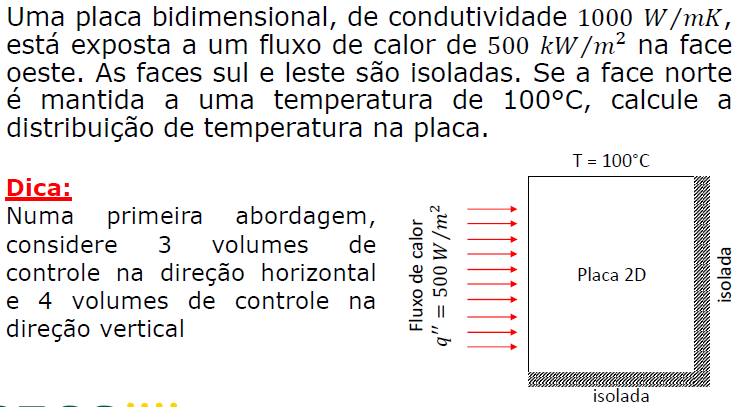 Uma placa bidimensional, de condutividade 1000 W/mK,
está exposta a um fluxo de calor de 500 kW/m² na face
oeste. As faces sul e leste são isoladas. Se a face norte
é mantida a uma temperatura de 100°C, calcule a
distribuição de temperatura na placa.
T = 100°C
Dica:
Numa primeira abordagem,
considere 3 volumes de
controle na direção horizontal
e 4 volumes de controle na
direção vertical
Fluxo de calor
q" = 500 W/m²
Placa 2D
isolada
isolada